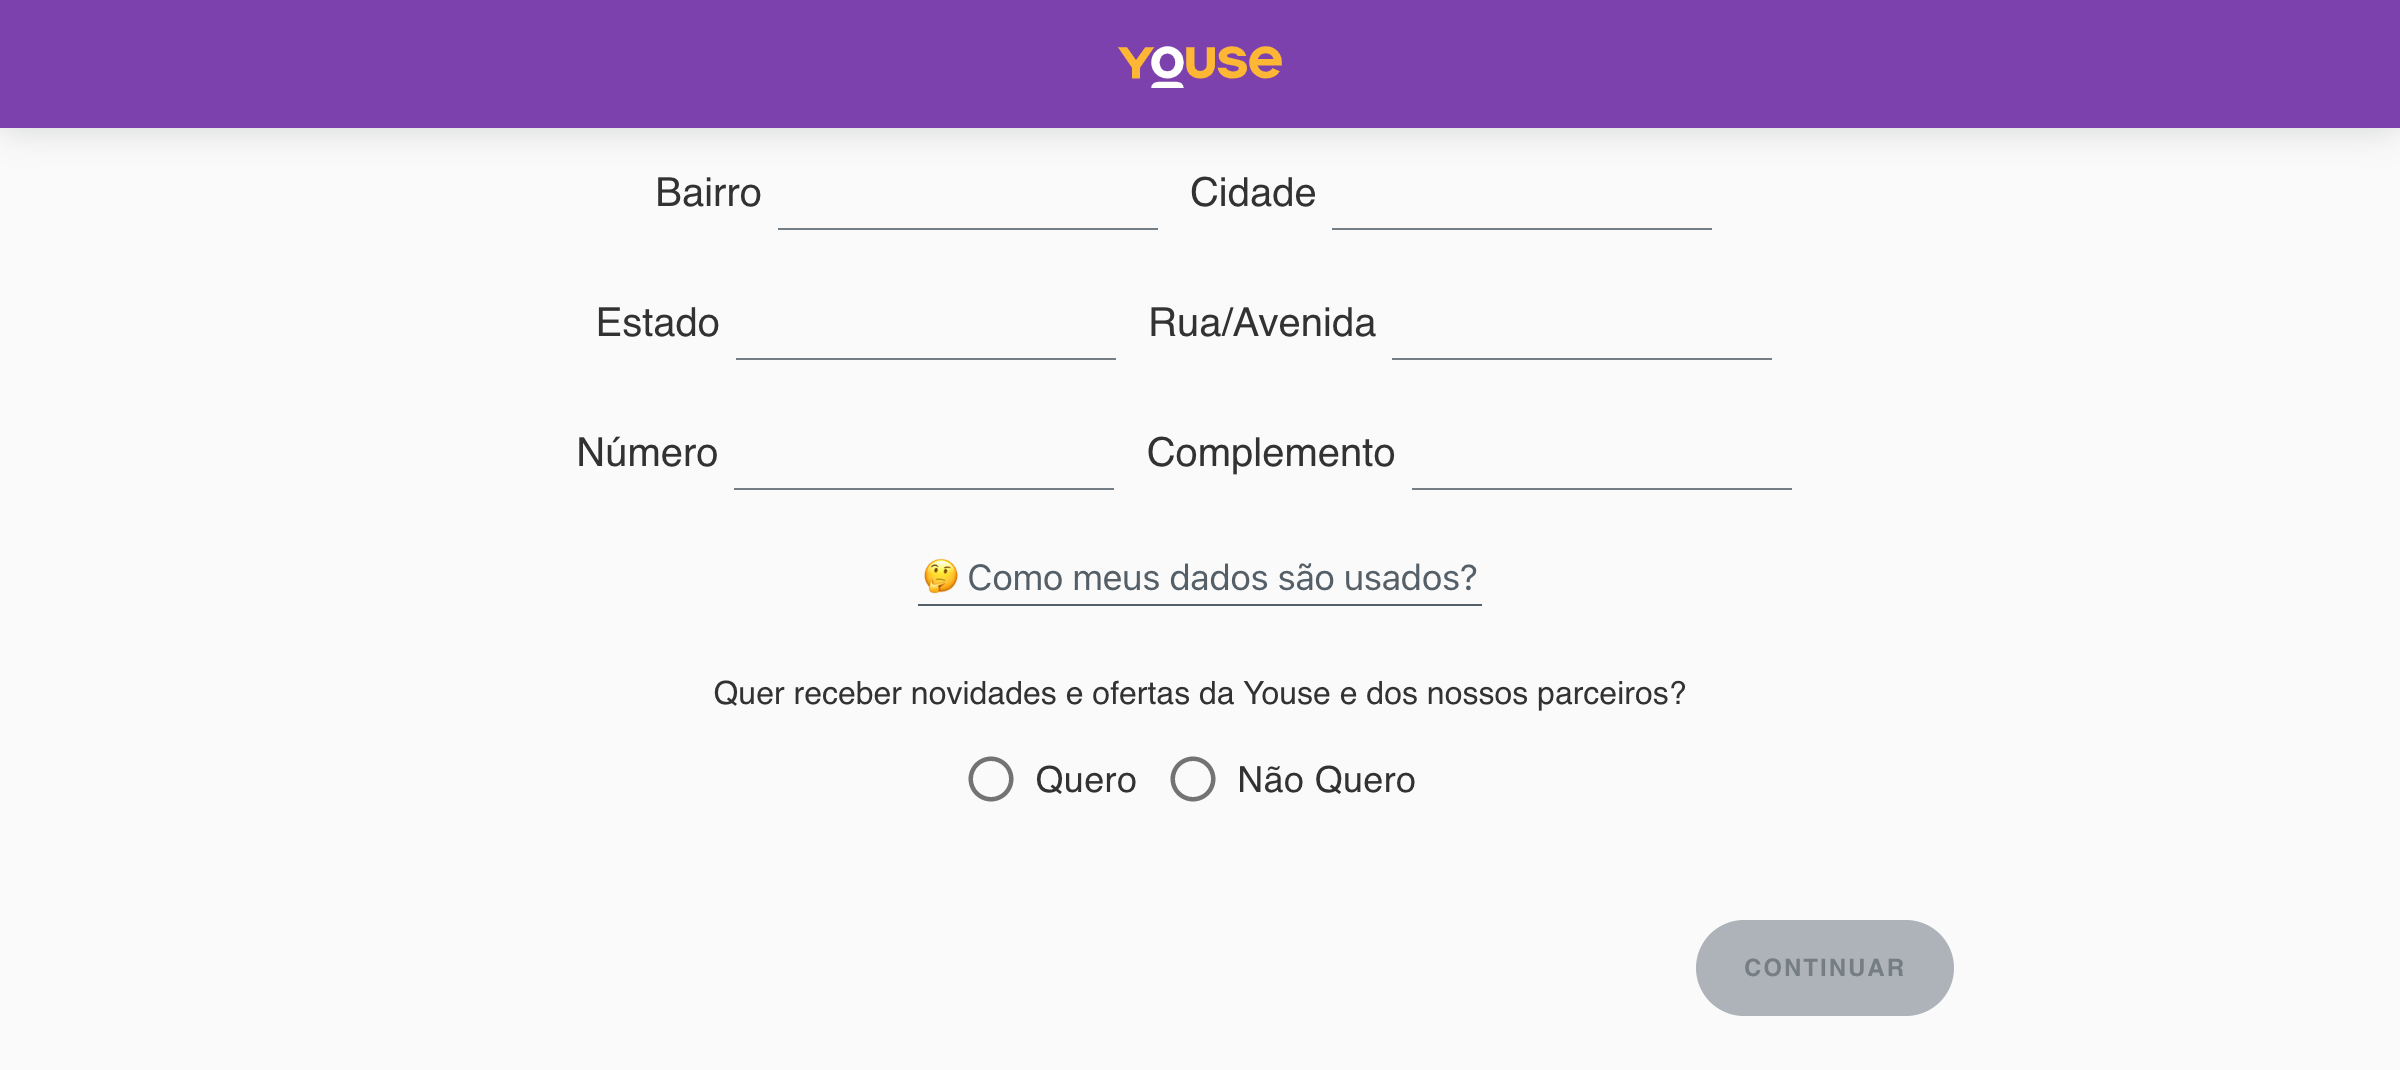 Youse
Bairro Cidade
Estado Rua/Avenida
Número Complemento
🤔 Como meus dados são usados?
Quer receber novidades e ofertas da Youse e dos nossos parceiros?
Quero Não Quero
CONTINUAR